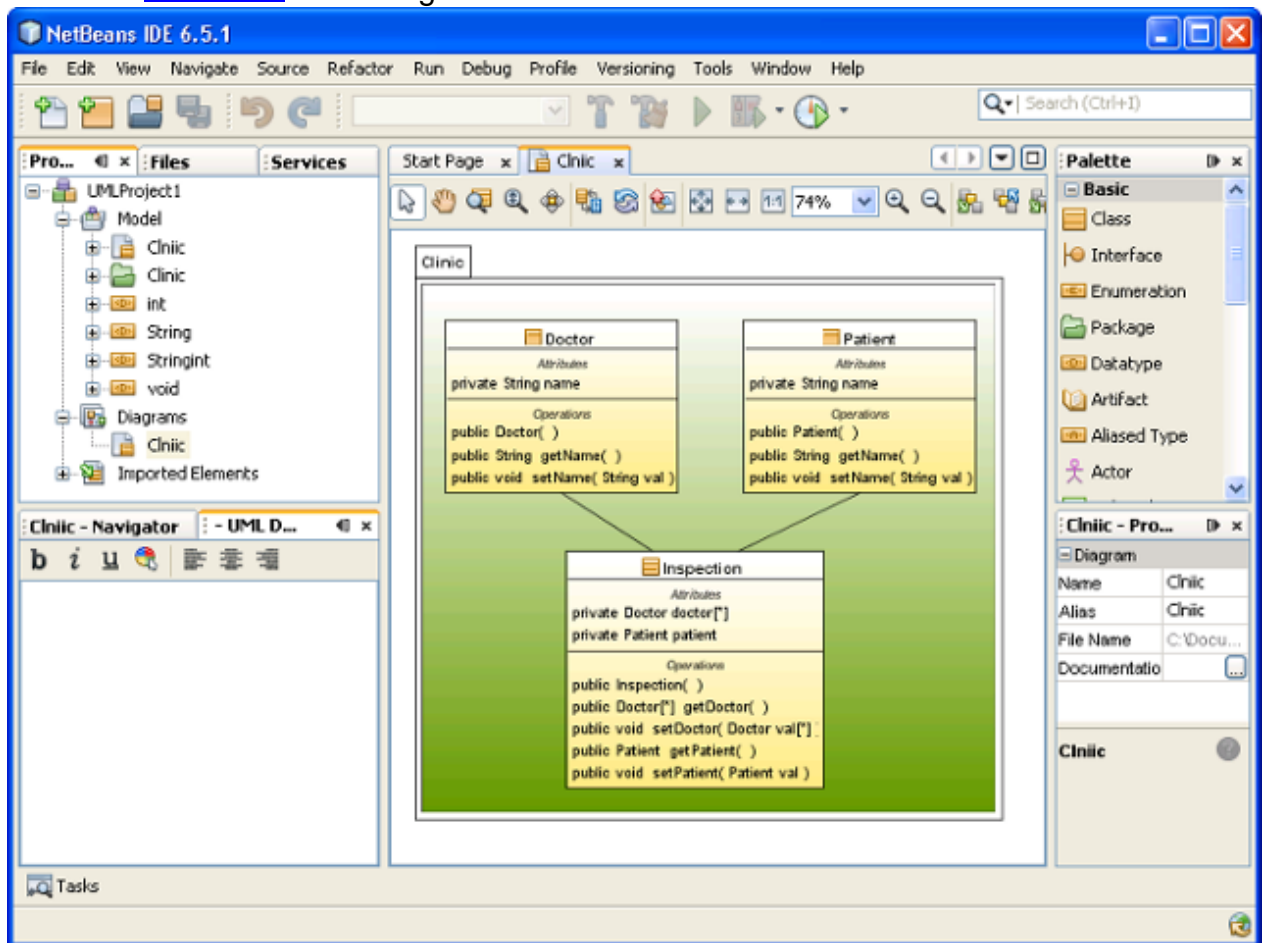 NetBeans IDE 6.5.1
File Edit View Navigate Source Refactor Run Debug Profile Versioning Tools Window Help
Search (Ctrl+I)
Pro... Files Services
UMLProject1
Model
Clniic
Clinic
int
String
Stringint
void
Diagrams
Clniic
Imported Elements
Clniic - Navigator - UML D...
b i u
Tasks
Start Page Clniic
1:1 74%
Clinic
Doctor
Attributes
private String name
Operations
public Doctor( )
public String getName( )
public void setName( String val )
Patient
Attributes
private String name
Operations
public Patient( )
public String getName( )
public void setName( String val )
Inspection
Attributes
private Doctor doctor[*]
private Patient patient
Operations
public Inspection( )
public Doctor[*] getDoctor( )
public void setDoctor( Doctor val[*]
public Patient getPatient( )
public void setPatient( Patient val )
Palette
Basic
Class
Interface
Enumeration
Package
Datatype
Artifact
Aliased Type
Actor
Clniic - Pro...
Diagram
Name Clniic
Alias Clniic
File Name C:\Docu...
Documentatio ...
Clniic